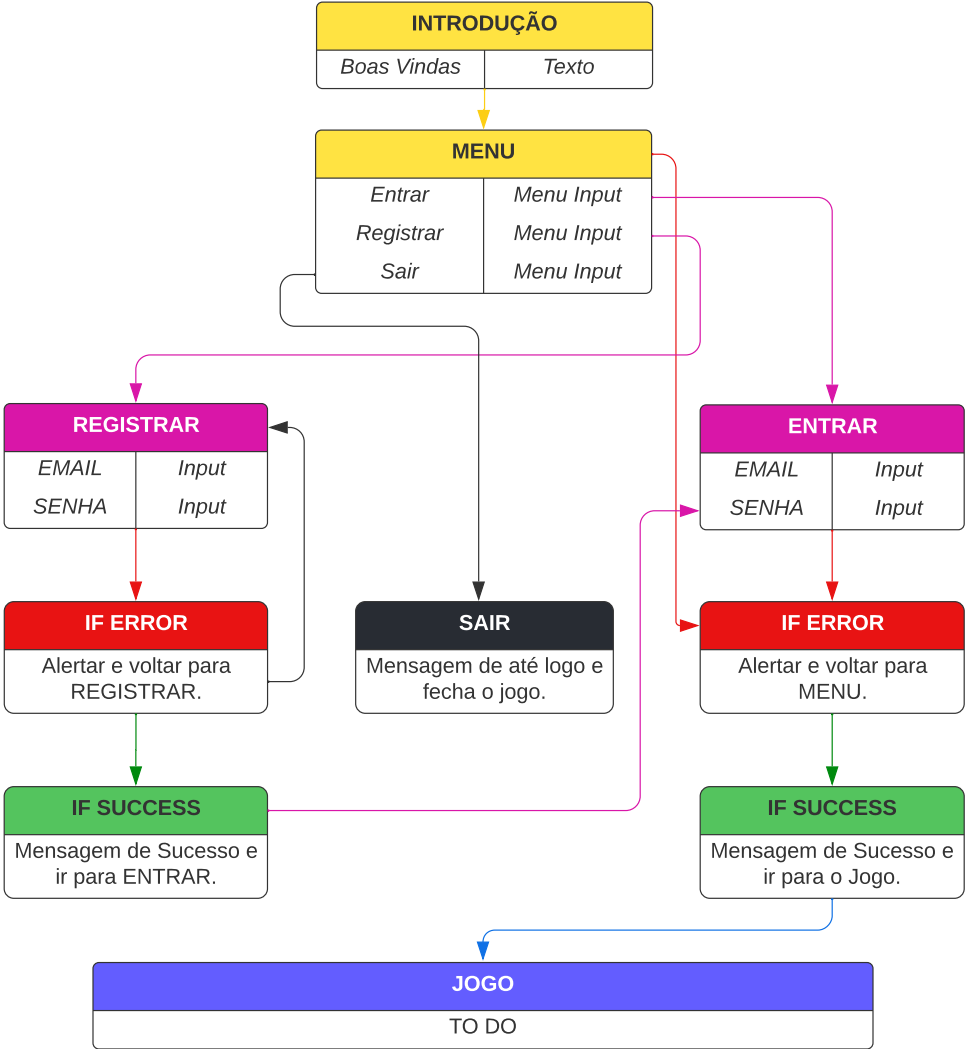 INTRODUÇÃO
Boas Vindas Texto
MENU
Entrar Menu Input
Registrar Menu Input
Sair Menu Input
REGISTRAR
EMAIL Input
SENHA Input
ENTRAR
EMAIL Input
SENHA Input
IF ERROR
Alertar e voltar para
REGISTRAR.
SAIR
Mensagem de até logo e
fecha o jogo.
IF ERROR
Alertar e voltar para
MENU.
IF SUCCESS
Mensagem de Sucesso e
ir para ENTRAR.
IF SUCCESS
Mensagem de Sucesso e
ir para o Jogo.
JOGO
TO DO